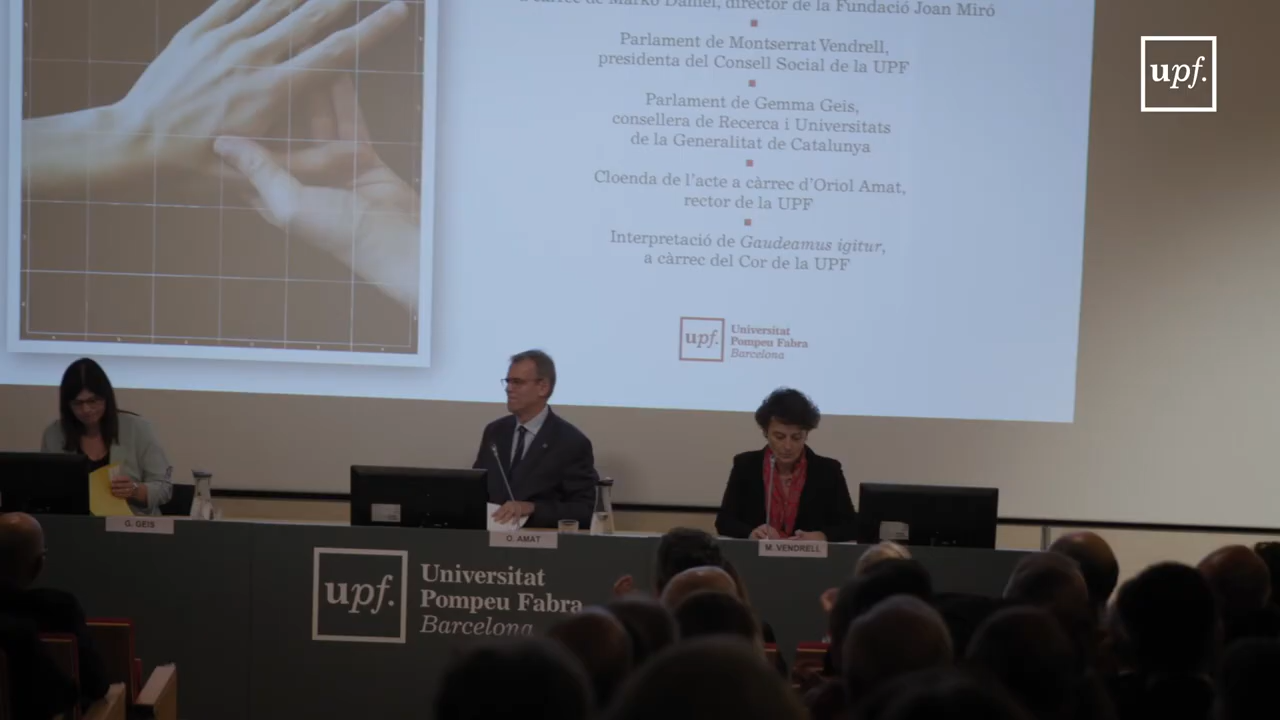 a càrrec de Marko Daniel, director de la Fundació Joan Miró
Parlament de Montserrat Vendrell,
presidenta del Consell Social de la UPF
Parlament de Gemma Geis,
consellera de Recerca i Universitats
de la Generalitat de Catalunya
Cloenda de l'acte a càrrec d'Oriol Amat,
rector de la UPF
Interpretació de Gaudeamus igitur,
a càrrec del Cor de la UPF
upf.
Universitat
Pompeu Fabra
Barcelona
upf.
G. GEIS
O. AMAT
M. VENDRELL
upf.
Universitat
Pompeu Fabra
Barcelona